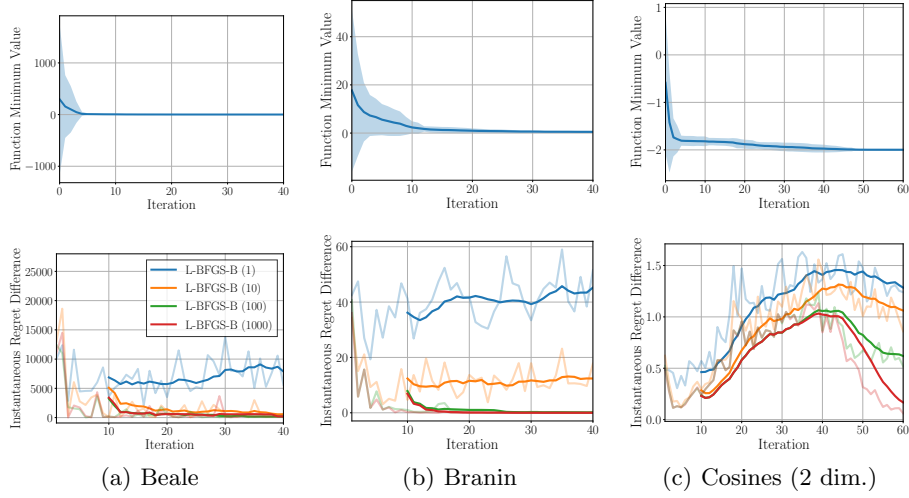 Function Minimum Value
1000
0
−1000
0 10 20 30 40
Iteration
Function Minimum Value
40
20
0
0 10 20 30 40
Iteration
Function Minimum Value
1
0
−1
−2
0 10 20 30 40 50 60
Iteration
Instantaneous Regret Difference
25000
20000
15000
10000
5000
0
L-BFGS-B (1)
L-BFGS-B (10)
L-BFGS-B (100)
L-BFGS-B (1000)
0 10 20 30 40
Iteration
Instantaneous Regret Difference
60
40
20
0
0 10 20 30 40
Iteration
Instantaneous Regret Difference
1.5
1.0
0.5
0.0
0 10 20 30 40 50 60
Iteration
(a) Beale
(b) Branin
(c) Cosines (2 dim.)